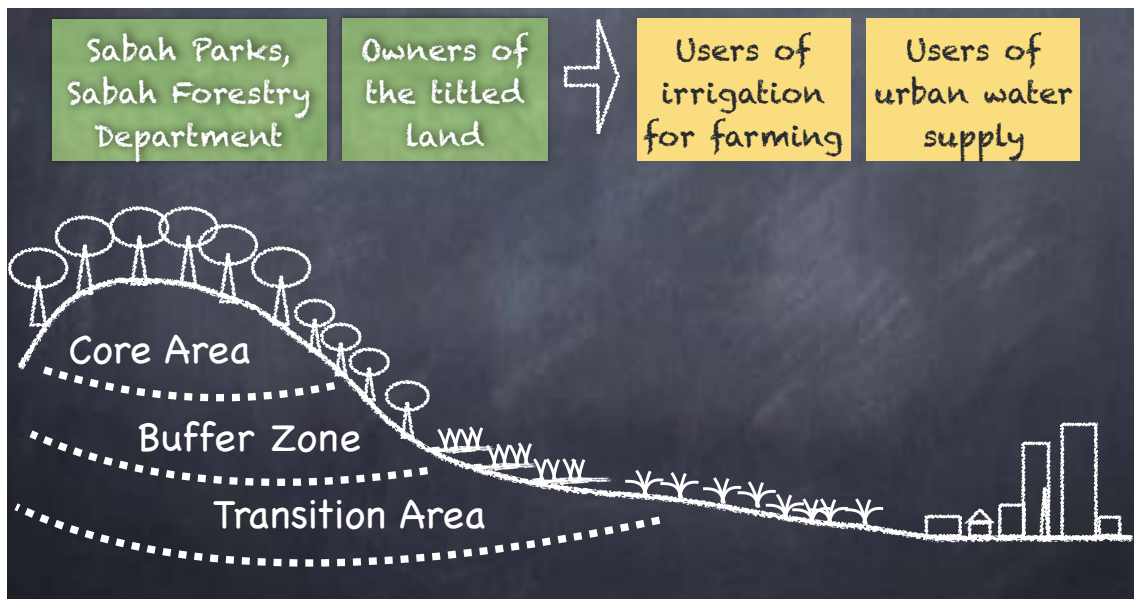 Sabah Parks,
Sabah Forestry
Department
Owners of
the titled
land
Users of
irrigation
for farming
Users of
urban water
supply
Core Area
Buffer Zone
Transition Area